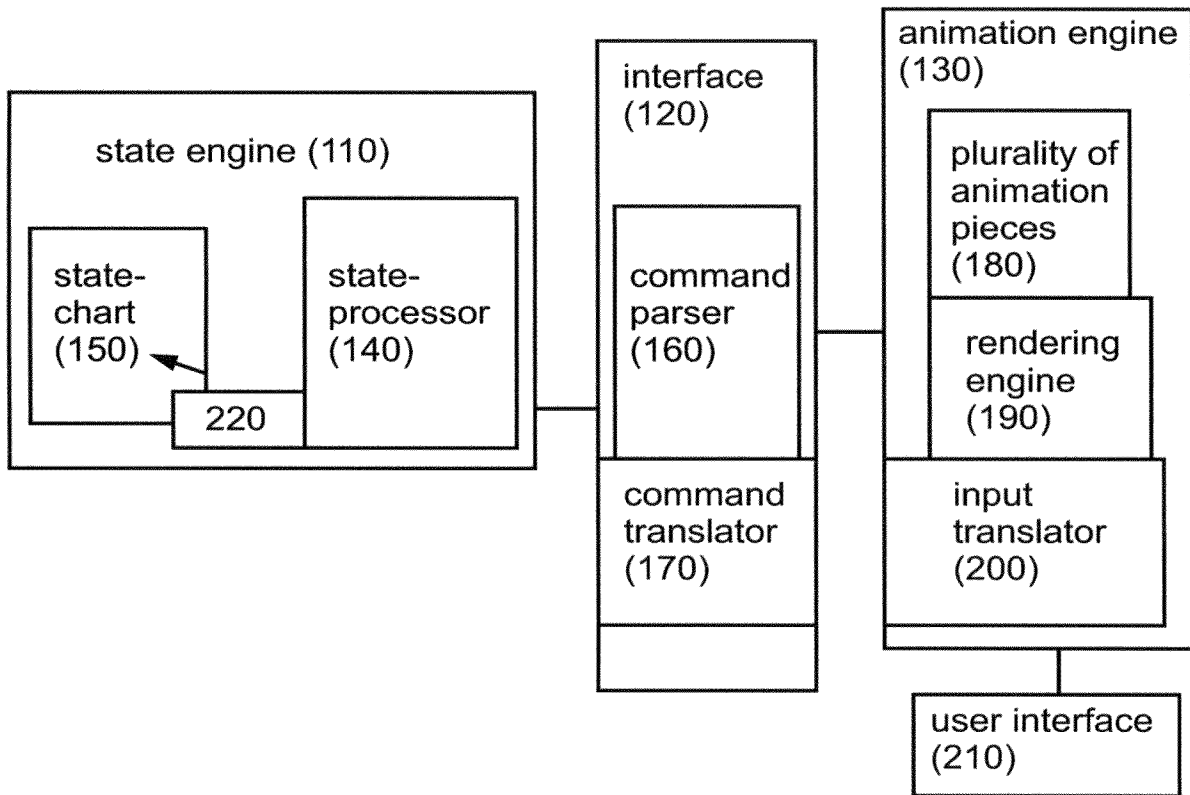 state engine (110)
state-
chart
(150)
220
state-
processor
(140)
interface
(120)
command
parser
(160)
command
translator
(170)
animation engine
(130)
plurality of
animation
pieces
(180)
rendering
engine
(190)
input
translator
(200)
user interface
(210)